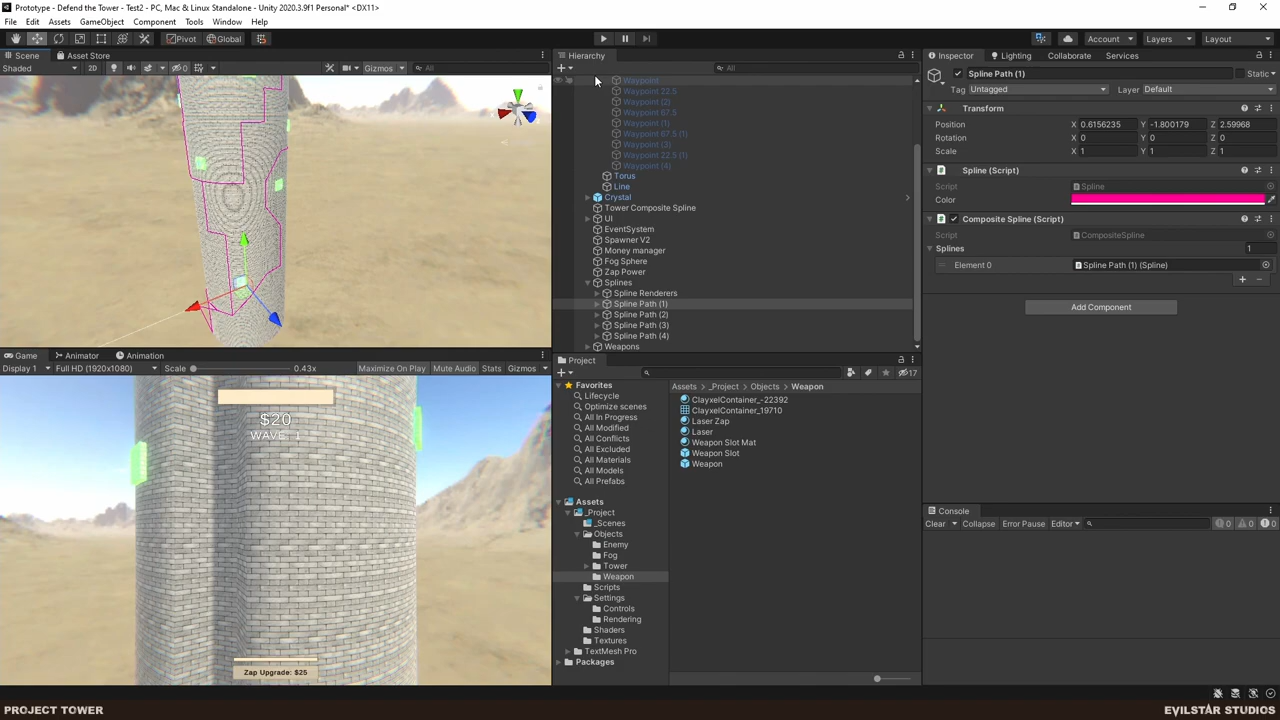 Prototype - Defend the Tower - Test2 - PC, Mac & Linux Standalone - Unity 2020.3.9f1 Personal* <DX11>
File Edit Assets GameObject Component Tools Window Help
Pivot Global Account Layers Layout
Scene Asset Store
Shaded 2D 0 Gizmos All
Hierarchy
All
Waypoint
Waypoint 22.5
Waypoint (2)
Waypoint 67.5
Waypoint (1)
Waypoint 67.5 (1)
Waypoint (3)
Waypoint 22.5 (1)
Waypoint (4)
Torus
Line
Crystal
Tower Composite Spline
UI
EventSystem
Spawner V2
Money manager
Fog Sphere
Zap Power
Splines
Spline Renderers
Spline Path (1)
Spline Path (2)
Spline Path (3)
Spline Path (4)
Weapons
Inspector Lighting Collaborate Services
Spline Path (1) Static
Tag Untagged Layer Default
Transform
Position X 0.6156235 Y -1.800179 Z 2.59968
Rotation X 0 Y 0 Z 0
Scale X 1 Y 1 Z 1
Spline (Script)
Script Spline
Color
Composite Spline (Script)
Script CompositeSpline
Splines 1
Element 0 Spline Path (1) (Spline)
Add Component
Game Animator Animation
Display 1 Full HD (1920x1080) Scale 0.43x Maximize On Play Mute Audio Stats Gizmos
$20
WAVE: 1
Zap Upgrade: $25
Project
17
Favorites
Lifecycle
Optimize scenes
All In Progress
All Modified
All Conflicts
All Excluded
All Materials
All Models
All Prefabs
Assets
_Project
_Scenes
Objects
Enemy
Fog
Tower
Weapon
Scripts
Settings
Controls
Rendering
Shaders
Textures
TextMesh Pro
Packages
Assets _Project Objects Weapon
ClayxelContainer_-22392
ClayxelContainer_19710
Laser Zap
Laser
Weapon Slot Mat
Weapon Slot
Weapon
Console
Clear Collapse Error Pause Editor 0 0 0
PROJECT TOWER
EVILSTAR STUDIOS